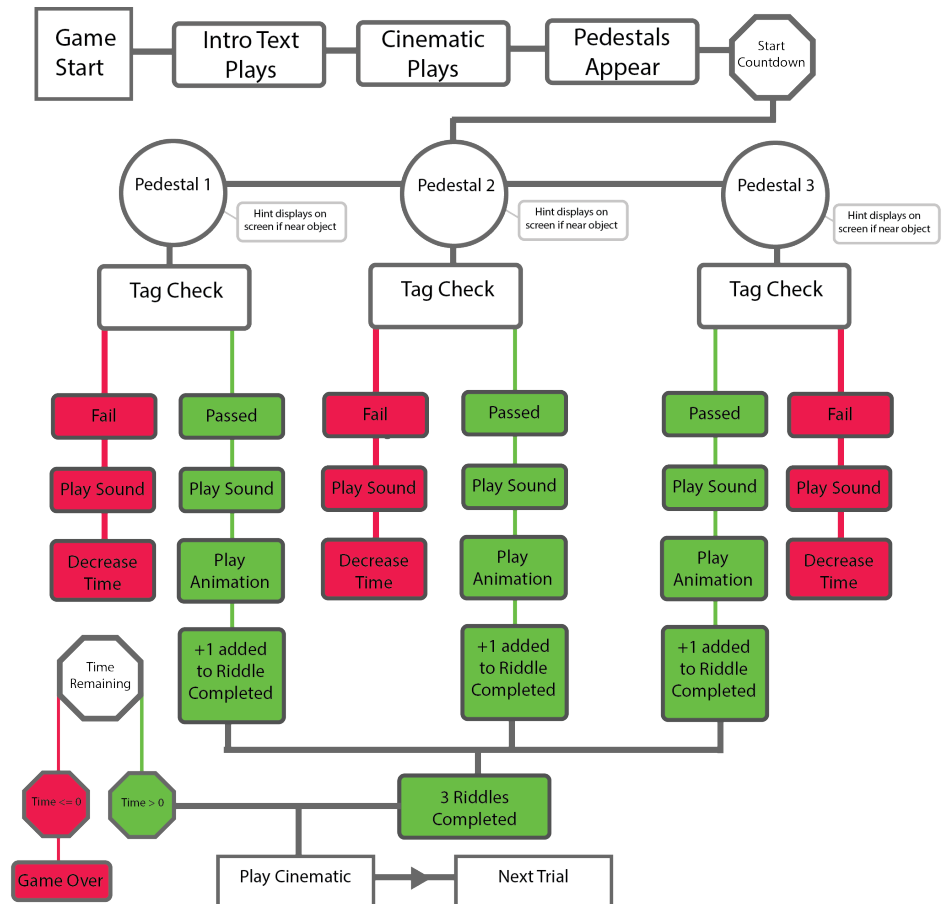 Game
Start
Intro Text
Plays
Cinematic
Plays
Pedestals
Appear
Start
Countdown
Pedestal 1
Hint displays on
screen if near object
Pedestal 2
Hint displays on
screen if near object
Pedestal 3
Hint displays on
screen if near object
Tag Check
Tag Check
Tag Check
Fail
Passed
Fail
Passed
Passed
Fail
Play Sound
Play Sound
Play Sound
Play Sound
Play Sound
Play Sound
Decrease
Time
Play
Animation
Decrease
Time
Play
Animation
Play
Animation
Decrease
Time
+1 added
to Riddle
Completed
+1 added
to Riddle
Completed
+1 added
to Riddle
Completed
Time
Remaining
Time <= 0
Time > 0
3 Riddles
Completed
Game Over
Play Cinematic
Next Trial